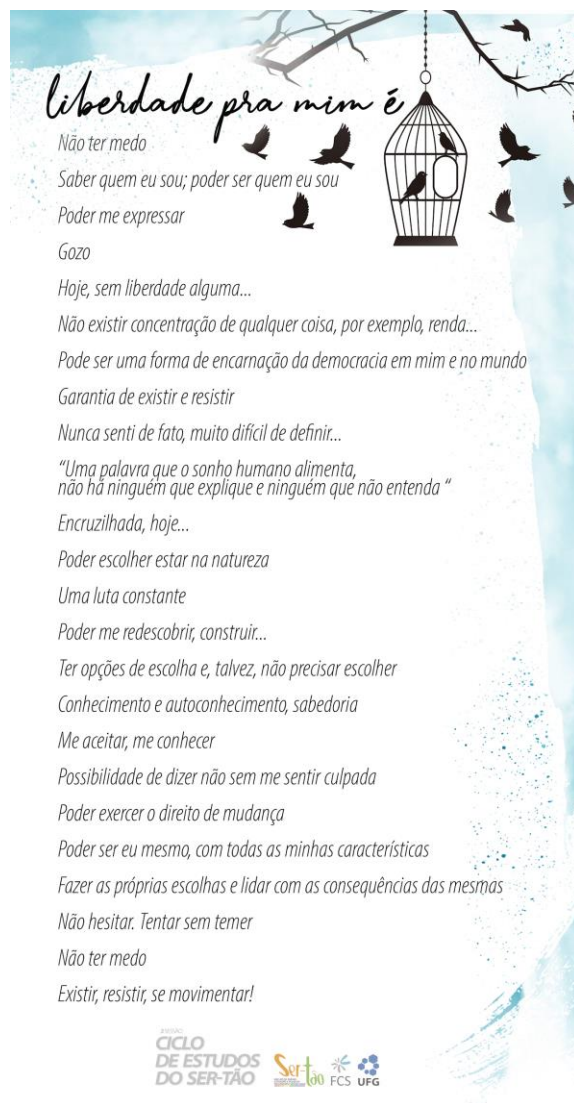 liberdade pra mim é
Não ter medo
Saber quem eu sou; poder ser quem eu sou
Poder me expressar
Gozo
Hoje, sem liberdade alguma...
Não existir concentração de qualquer coisa, por exemplo, renda...
Pode ser uma forma de encarnação da democracia em mim e no mundo
Garantia de existir e resistir
Nunca senti de fato, muito difícil de definir...
“Uma palavra que o sonho humano alimenta,
não há ninguém que explique e ninguém que não entenda “
Encruzilhada, hoje...
Poder escolher estar na natureza
Uma luta constante
Poder me redescobrir, construir...
Ter opções de escolha e, talvez, não precisar escolher
Conhecimento e autoconhecimento, sabedoria
Me aceitar, me conhecer
Possibilidade de dizer não sem me sentir culpada
Poder exercer o direito de mudança
Poder ser eu mesmo, com todas as minhas características
Fazer as próprias escolhas e lidar com as consequências das mesmas
Não hesitar. Tentar sem temer
Não ter medo
Existir, resistir, se movimentar!
CICLO
DE ESTUDOS
DO SER-TÃO
Ser-tão FCS UFG